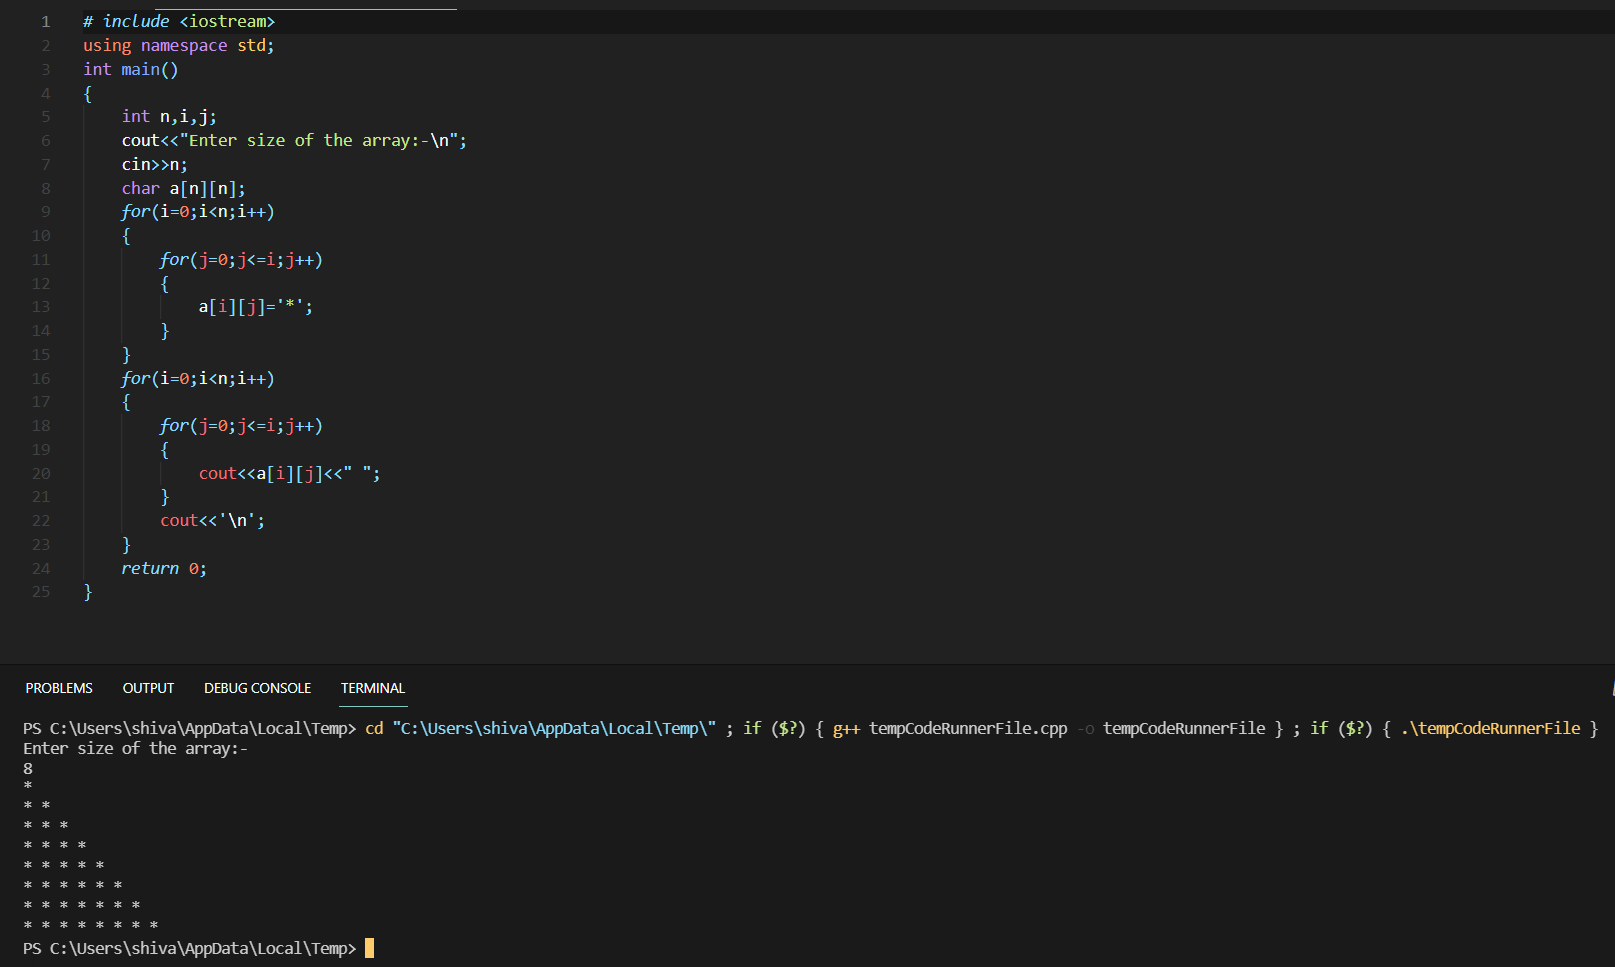 1 # include <iostream>
2 using namespace std;
3 int main()
4 {
5     int n,i,j;
6     cout<<"Enter size of the array:-\n";
7     cin>>n;
8     char a[n][n];
9     for(i=0;i<n;i++)
10     {
11         for(j=0;j<=i;j++)
12         {
13             a[i][j]='*';
14         }
15     }
16     for(i=0;i<n;i++)
17     {
18         for(j=0;j<=i;j++)
19         {
20             cout<<a[i][j]<<" ";
21         }
22         cout<<'\n';
23     }
24     return 0;
25 }
PROBLEMS OUTPUT DEBUG CONSOLE TERMINAL
PS C:\Users\shiva\AppData\Local\Temp> cd "C:\Users\shiva\AppData\Local\Temp\" ; if ($?) { g++ tempCodeRunnerFile.cpp -o tempCodeRunnerFile } ; if ($?) { .\tempCodeRunnerFile }
Enter size of the array:-
8
*
* *
* * *
* * * *
* * * * *
* * * * * *
* * * * * * *
* * * * * * * *
PS C:\Users\shiva\AppData\Local\Temp>